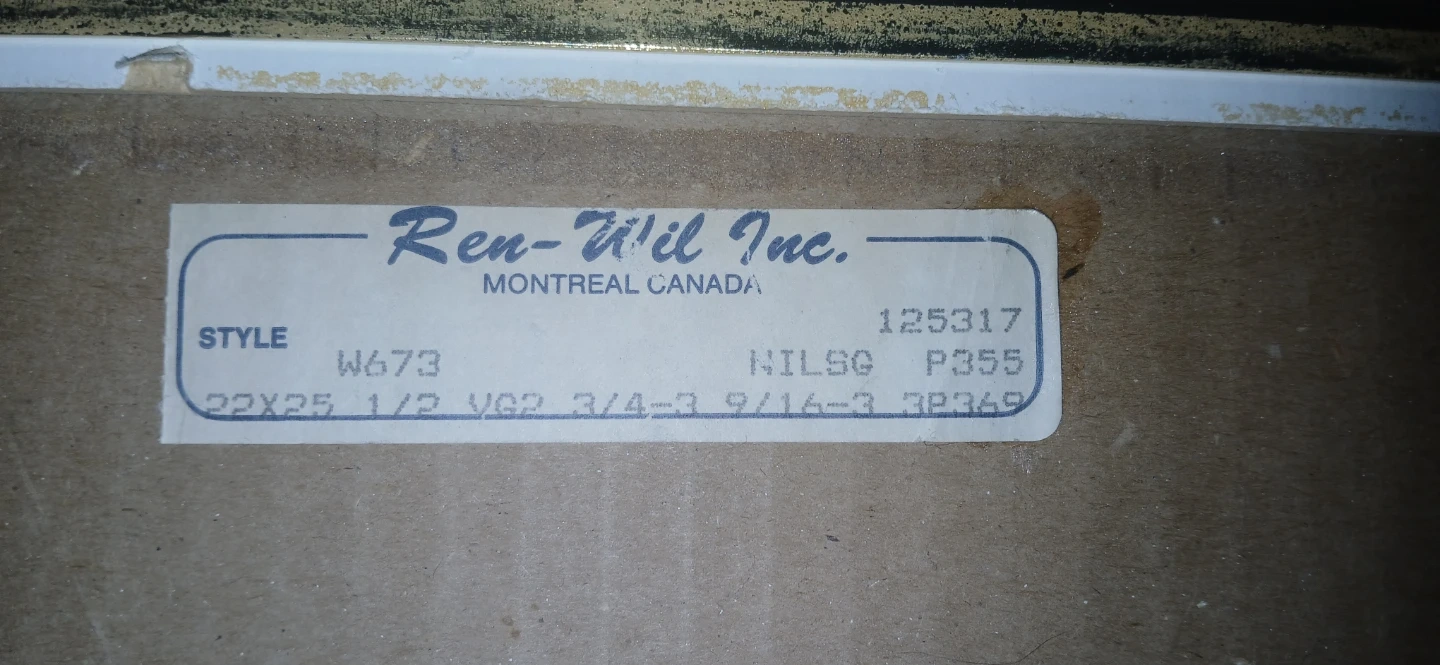 Ren-Wil Inc.
MONTREAL CANADA
125317
STYLE
W673 NILSG P355
22X25 1/2 VG2 3/4-3 9/16-3 3P369